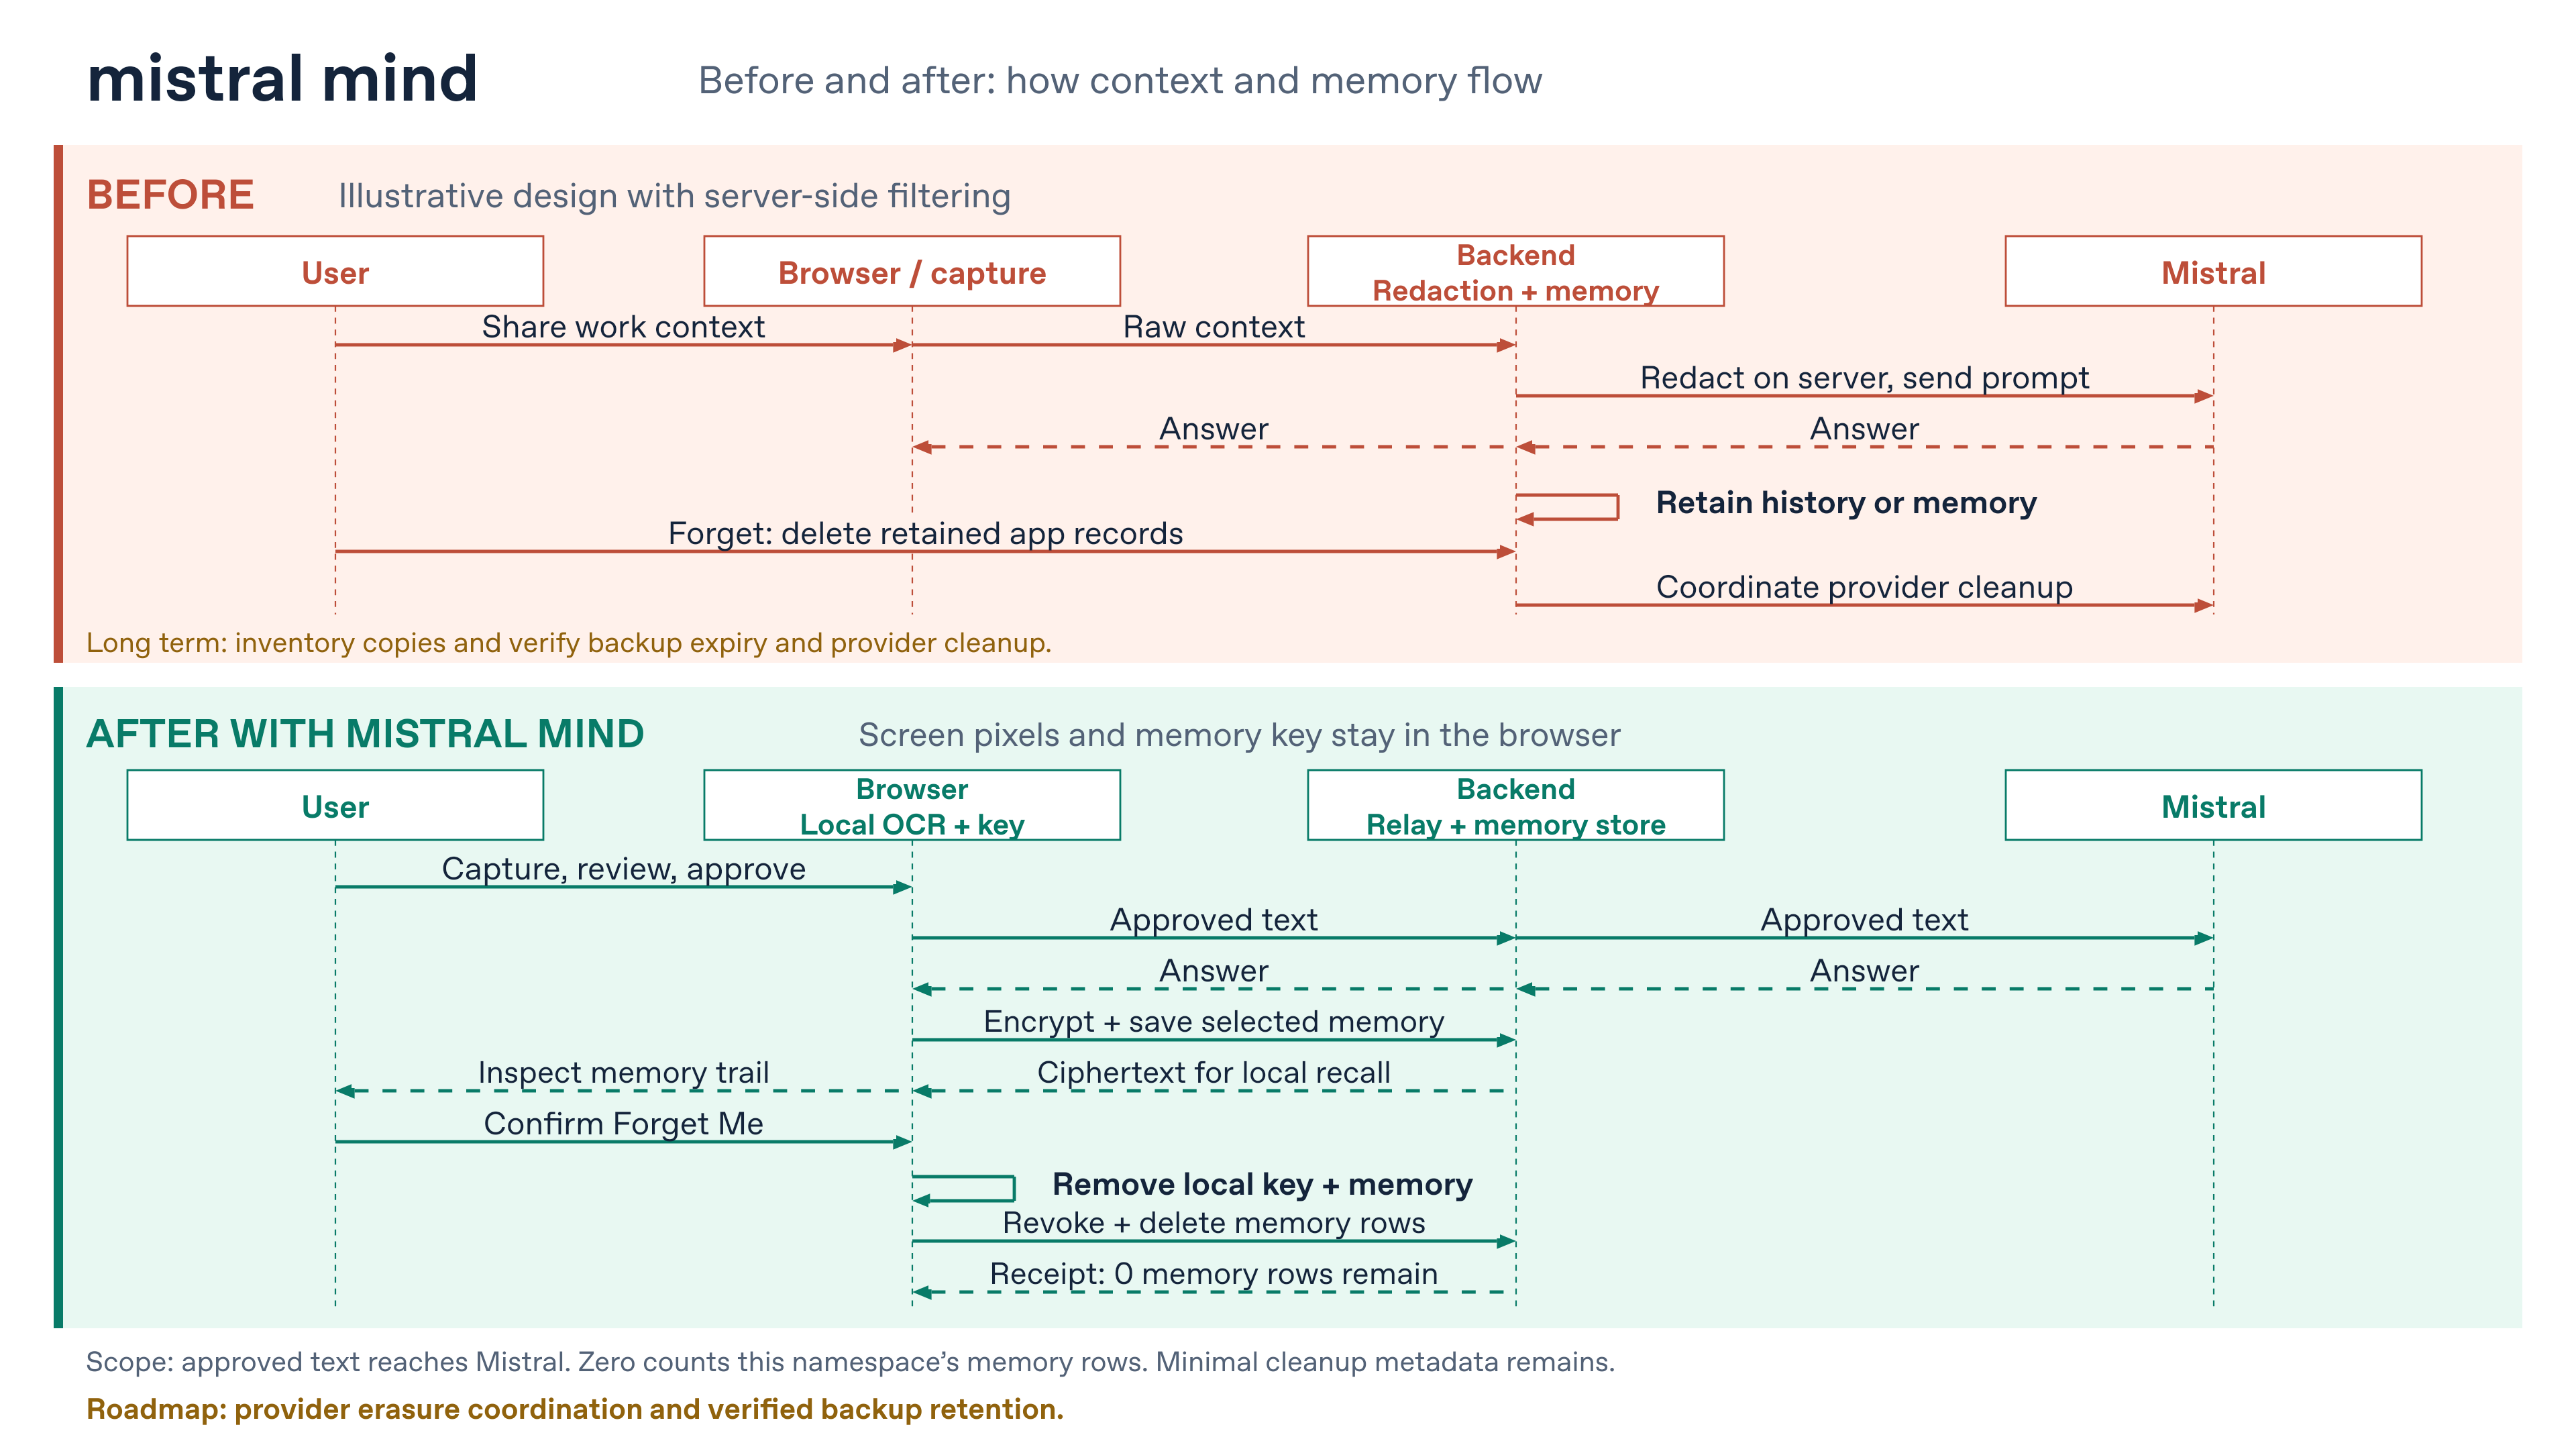 mistral mind
Before and after: how context and memory flow
BEFORE
Illustrative design with server-side filtering
User
Browser / capture
Backend
Redaction + memory
Mistral
Share work context
Raw context
Redact on server, send prompt
Answer
Answer
Retain history or memory
Forget: delete retained app records
Coordinate provider cleanup
Long term: inventory copies and verify backup expiry and provider cleanup.
AFTER WITH MISTRAL MIND
Screen pixels and memory key stay in the browser
User
Browser
Local OCR + key
Backend
Relay + memory store
Mistral
Capture, review, approve
Approved text
Approved text
Answer
Answer
Encrypt + save selected memory
Inspect memory trail
Ciphertext for local recall
Confirm Forget Me
Remove local key + memory
Revoke + delete memory rows
Receipt: 0 memory rows remain
Scope: approved text reaches Mistral. Zero counts this namespace’s memory rows. Minimal cleanup metadata remains.
Roadmap: provider erasure coordination and verified backup retention.